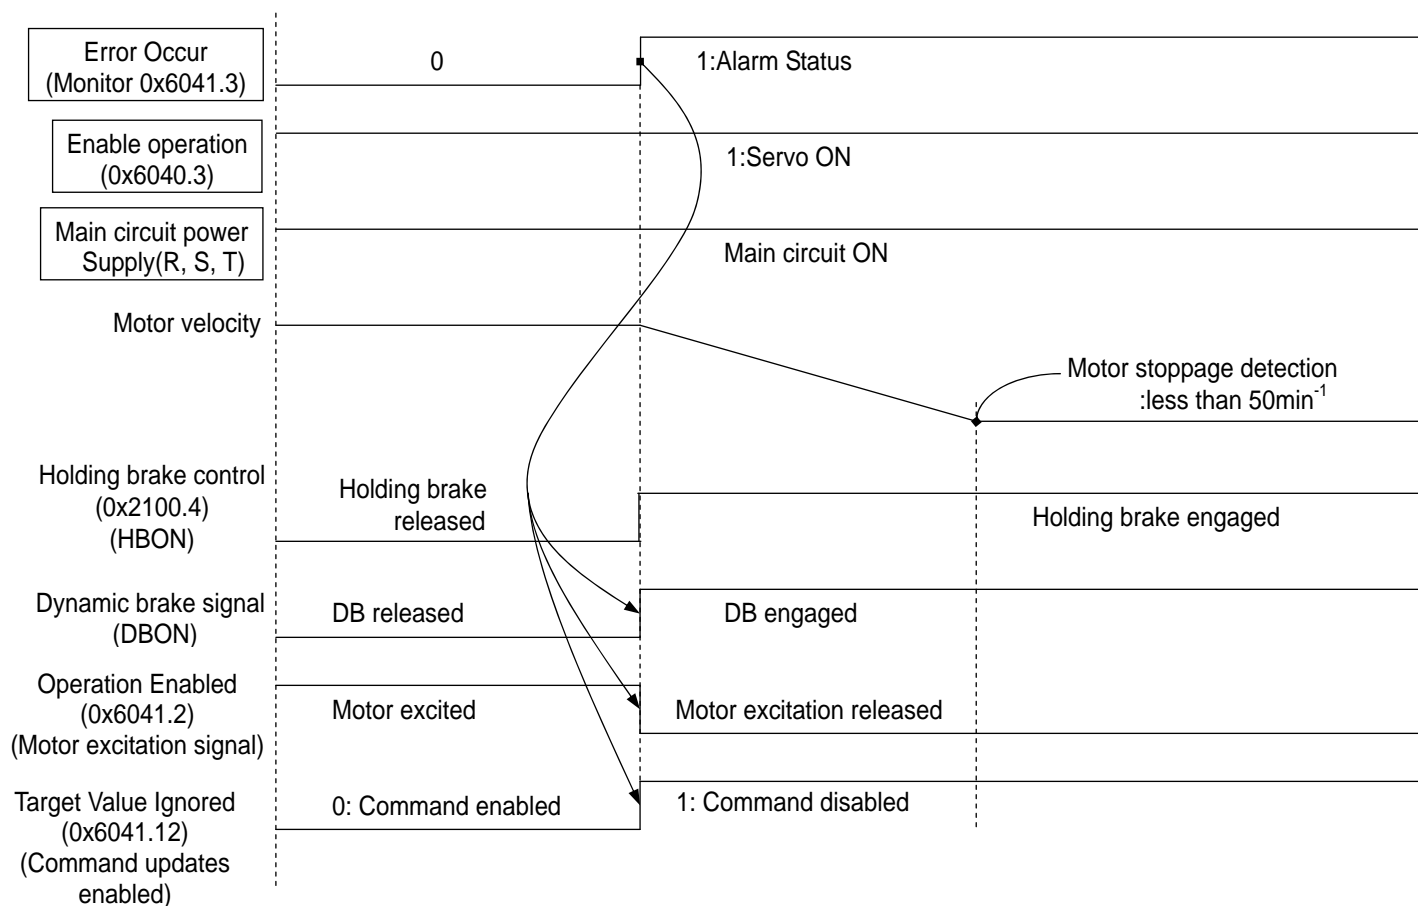 Error Occur
(Monitor 0x6041.3)
0
1:Alarm Status
Enable operation
(0x6040.3)
1:Servo ON
Main circuit power
Supply(R, S, T)
Main circuit ON
Motor velocity
Motor stoppage detection
:less than 50min⁻¹
Holding brake control
(0x2100.4)
(HBON)
Holding brake
released
Holding brake engaged
Dynamic brake signal
(DBON)
DB released
DB engaged
Operation Enabled
(0x6041.2)
(Motor excitation signal)
Motor excited
Motor excitation released
Target Value Ignored
(0x6041.12)
(Command updates
enabled)
0: Command enabled
1: Command disabled